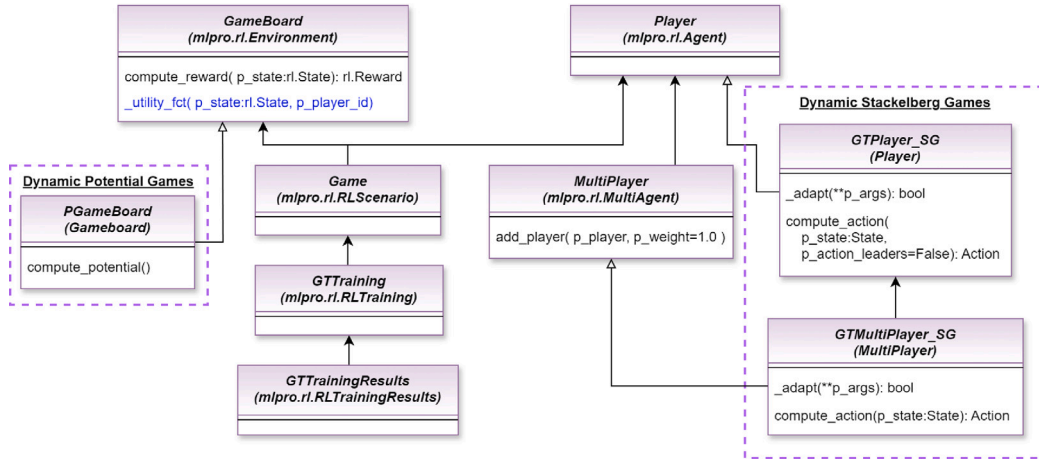 GameBoard
(mlpro.rl.Environment)
compute_reward( p_state:rl.State): rl.Reward
_utility_fct( p_state:rl.State, p_player_id)
Player
(mlpro.rl.Agent)
Dynamic Potential Games
PGameBoard
(Gameboard)
compute_potential()
Game
(mlpro.rl.RLScenario)
GTTraining
(mlpro.rl.RLTraining)
GTTrainingResults
(mlpro.rl.RLTrainingResults)
MultiPlayer
(mlpro.rl.MultiAgent)
add_player( p_player, p_weight=1.0 )
Dynamic Stackelberg Games
GTPlayer_SG
(Player)
_adapt(**p_args): bool
compute_action(
p_state:State,
p_action_leaders=False): Action
GTMultiPlayer_SG
(MultiPlayer)
_adapt(**p_args): bool
compute_action(p_state:State): Action